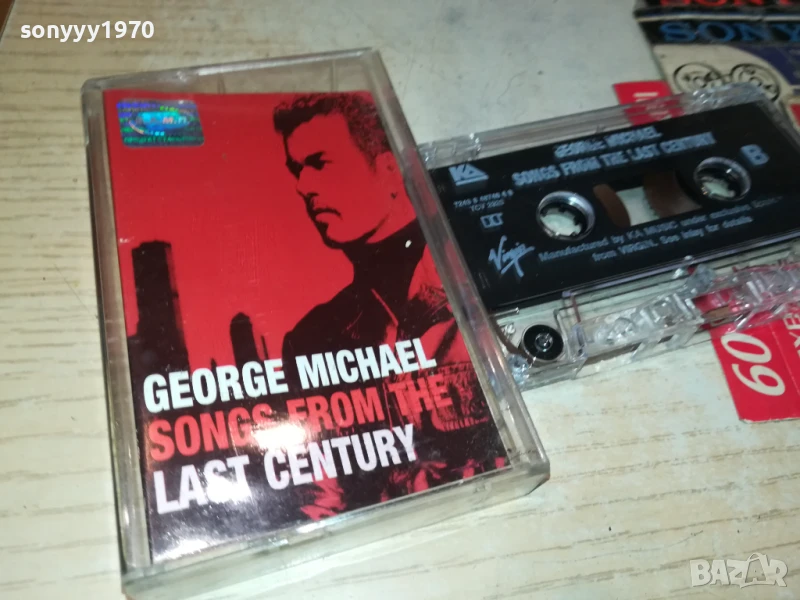 sonyyy1970
GEORGE MICHAEL
SONGS FROM THE
LAST CENTURY
KA
GEORGE MICHAEL
SONGS FROM THE LAST CENTURY
B
Virgin
Manufactured by KA MUSIC under exclusive
from VIRGIN. See inlay for details
SONY
60
BAZAR